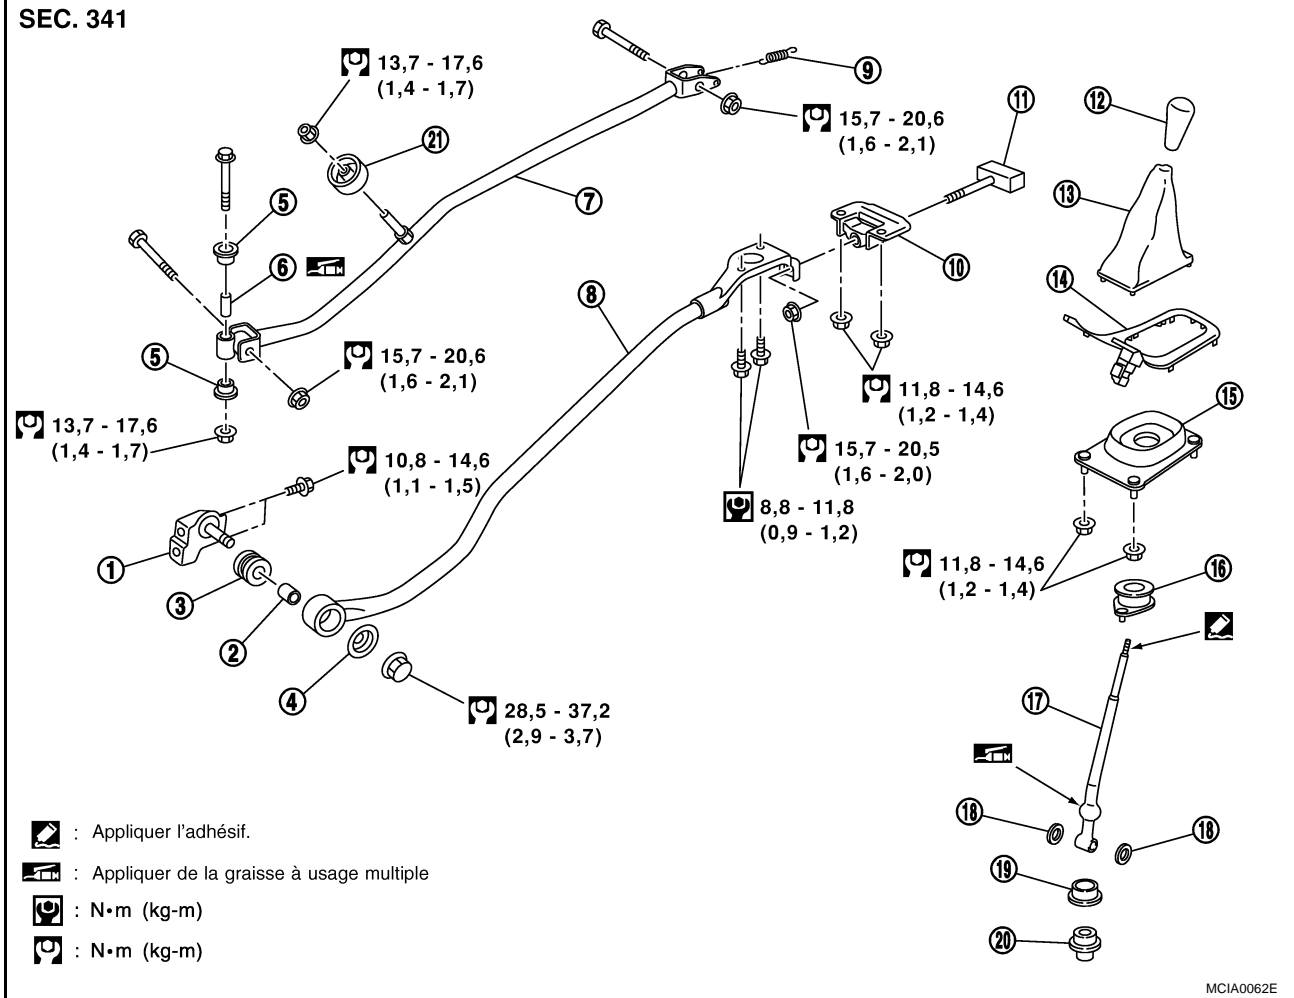 SEC. 341
13,7 - 17,6
(1,4 - 1,7)
9
15,7 - 20,6
(1,6 - 2,1)
11
12
21
13
5
7
6
10
8
14
5
15,7 - 20,6
(1,6 - 2,1)
11,8 - 14,6
(1,2 - 1,4)
15
13,7 - 17,6
(1,4 - 1,7)
10,8 - 14,6
(1,1 - 1,5)
15,7 - 20,5
(1,6 - 2,0)
8,8 - 11,8
(0,9 - 1,2)
1
11,8 - 14,6
(1,2 - 1,4)
16
3
2
4
28,5 - 37,2
(2,9 - 3,7)
17
18
18
19
20
: Appliquer l'adhésif.
: Appliquer de la graisse à usage multiple
: N•m (kg-m)
: N•m (kg-m)
MCIA0062E